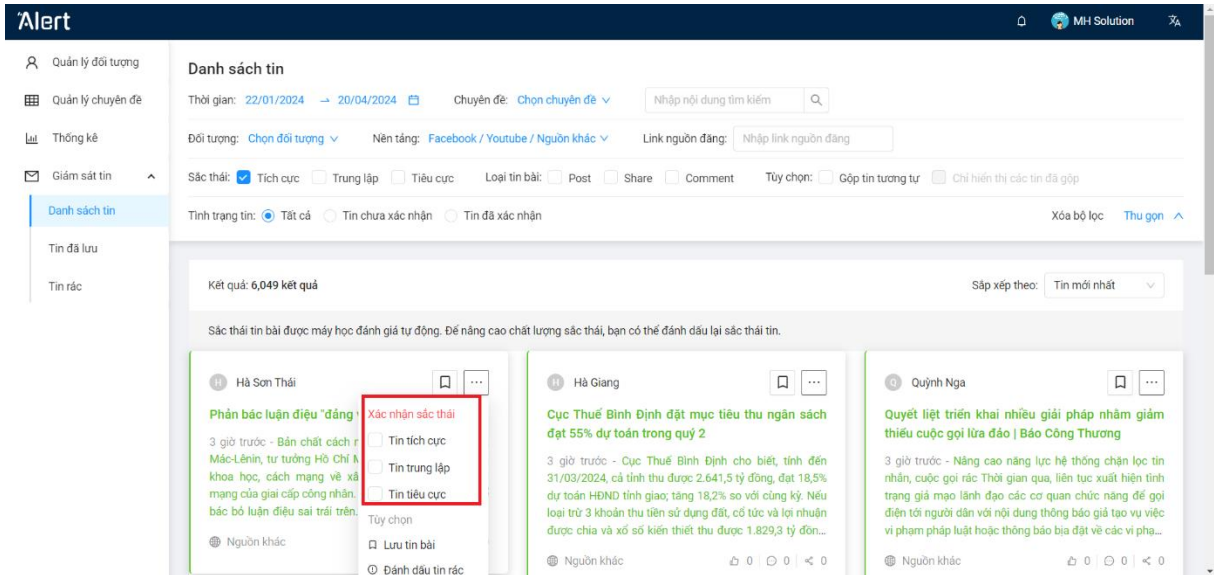 Alert
MH Solution
Quản lý đối tượng
Quản lý chuyên đề
Thống kê
Giám sát tin
Danh sách tin
Tin đã lưu
Tin rác
Danh sách tin
Thời gian: 22/01/2024 → 20/04/2024 Chuyên đề: Chọn chuyên đề Nhập nội dung tìm kiếm
Đối tượng: Chọn đối tượng Nền tảng: Facebook / Youtube / Nguồn khác Link nguồn đăng: Nhập link nguồn đăng
Sắc thái: Tích cực Trung lập Tiêu cực Loại tin bài: Post Share Comment Tùy chọn: Gộp tin tương tự Chỉ hiển thị các tin đã gộp
Tình trạng tin: Tất cả Tin chưa xác nhận Tin đã xác nhận Xóa bộ lọc Thu gọn
Kết quả: 6,049 kết quả Sắp xếp theo: Tin mới nhất
Sắc thái tin bài được máy học đánh giá tự động. Để nâng cao chất lượng sắc thái, bạn có thể đánh dấu lại sắc thái tin.
H Hà Sơn Thái
Phản bác luận điệu "đảng
3 giờ trước - Bản chất cách
Mác-Lênin, tư tưởng Hồ Chí
khoa học, cách mạng về
mạng của giai cấp công nhân.
bác bỏ luận điệu sai trái trên.
Nguồn khác
Xác nhận sắc thái
Tin tích cực
Tin trung lập
Tin tiêu cực
Tùy chọn
Lưu tin bài
Đánh dấu tin rác
H Hà Giang
Cục Thuế Bình Định đặt mục tiêu thu ngân sách
đạt 55% dự toán trong quý 2
3 giờ trước - Cục Thuế Bình Định cho biết, tính đến
31/03/2024, cả tỉnh thu được 2.641,5 tỷ đồng, đạt 18,5%
dự toán HĐND tỉnh giao; tăng 18,2% so với cùng kỳ. Nếu
loại trừ 3 khoản thu tiền sử dụng đất, cổ tức và lợi nhuận
được chia và xổ số kiến thiết thu được 1.829,3 tỷ đồn...
Nguồn khác 0 0 0
Q Quỳnh Nga
Quyết liệt triển khai nhiều giải pháp nhằm giảm
thiểu cuộc gọi lừa đảo | Báo Công Thương
3 giờ trước - Nâng cao năng lực hệ thống chặn lọc tin
nhắn, cuộc gọi rác Thời gian qua, liên tục xuất hiện tình
trạng giả mạo lãnh đạo các cơ quan chức năng để gọi
điện tới người dân với nội dung thông báo giả tạo vụ việc
vi phạm pháp luật hoặc thông báo bịa đặt về các vi phạ...
Nguồn khác 0 0 0